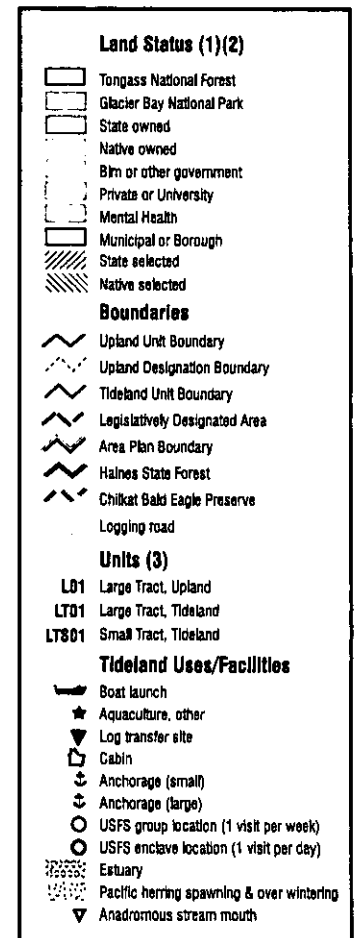 Land Status (1)(2)
Tongass National Forest
Glacier Bay National Park
State owned
Native owned
Blm or other government
Private or University
Mental Health
Municipal or Borough
State selected
Native selected
Boundaries
Upland Unit Boundary
Upland Designation Boundary
Tideland Unit Boundary
Legislatively Designated Area
Area Plan Boundary
Haines State Forest
Chilkat Bald Eagle Preserve
Logging road
Units (3)
L01 Large Tract, Upland
LT01 Large Tract, Tideland
LTS01 Small Tract, Tideland
Tideland Uses/Facilities
Boat launch
Aquaculture, other
Log transfer site
Cabin
Anchorage (small)
Anchorage (large)
USFS group location (1 visit per week)
USFS enclave location (1 visit per day)
Estuary
Pacific herring spawning & over wintering
Anadromous stream mouth